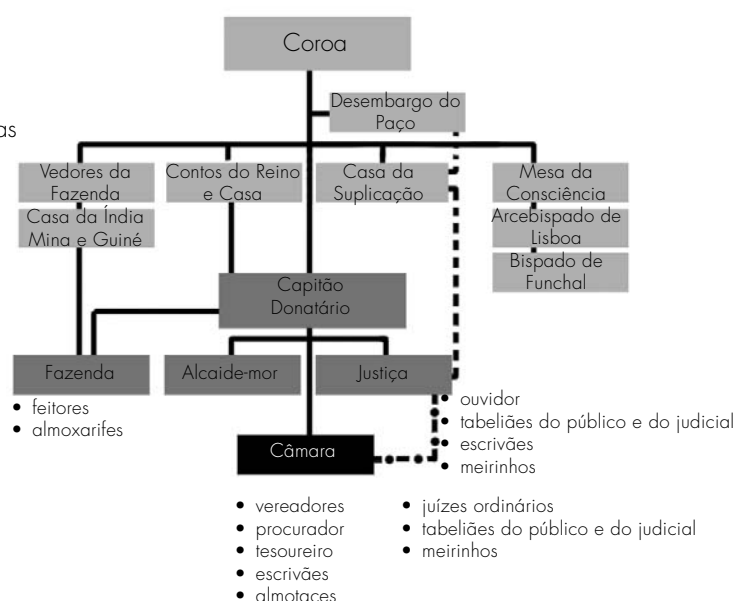 Coroa
Desembargo do
Paço
as
Vedores da
Fazenda
Contos do Reino
e Casa
Casa da
Suplicação
Mesa da
Consciência
Casa da Índia
Mina e Guiné
Arcebispado de
Lisboa
Bispado de
Funchal
Capitão
Donatário
Fazenda
Alcaide-mor
Justiça
• feitores
• almoxarifes
• ouvidor
• tabeliães do público e do judicial
• escrivães
• meirinhos
Câmara
• vereadores
• procurador
• tesoureiro
• escrivães
• almotaces
• juízes ordinários
• tabeliães do público e do judicial
• meirinhos